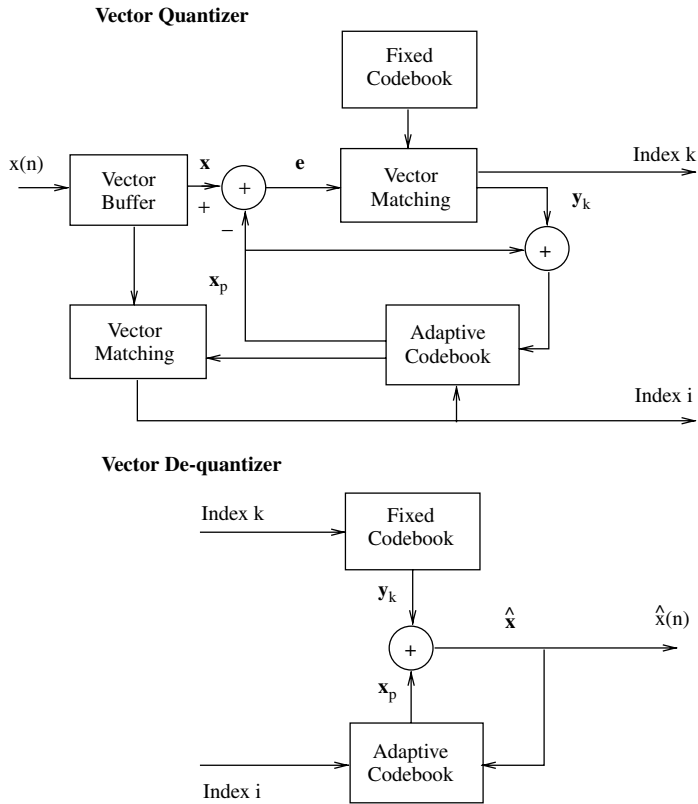 Vector Quantizer
Fixed
Codebook
x(n)
Vector
Buffer
x
+
−
+
e
Vector
Matching
Index k
y_k
+
x_p
Vector
Matching
Adaptive
Codebook
Index i
Vector De-quantizer
Index k
Fixed
Codebook
y_k
+
x̂
x̂(n)
x_p
Adaptive
Codebook
Index i